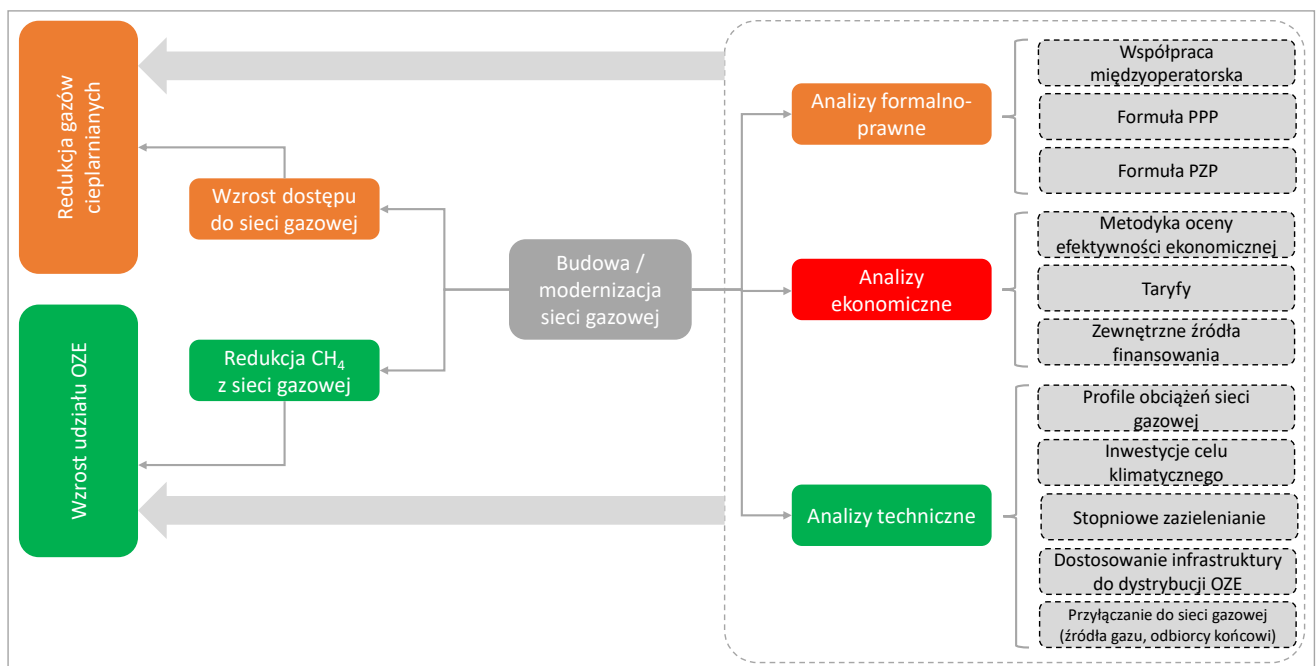 Redukcja gazów
cieplarnianych
Wzrost udziału OZE
Wzrost dostępu
do sieci gazowej
Redukcja CH₄
z sieci gazowej
Budowa /
modernizacja
sieci gazowej
Analizy formalno-
prawne
Współpraca
międzyoperatorska
Formuła PPP
Formuła PZP
Analizy
ekonomiczne
Metodyka oceny
efektywności ekonomicznej
Taryfy
Zewnętrzne źródła
finansowania
Analizy techniczne
Profile obciążeń sieci
gazowej
Inwestycje celu
klimatycznego
Stopniowe zazielenianie
Dostosowanie infrastruktury
do dystrybucji OZE
Przyłączanie do sieci gazowej
(źródła gazu, odbiorcy końcowi)